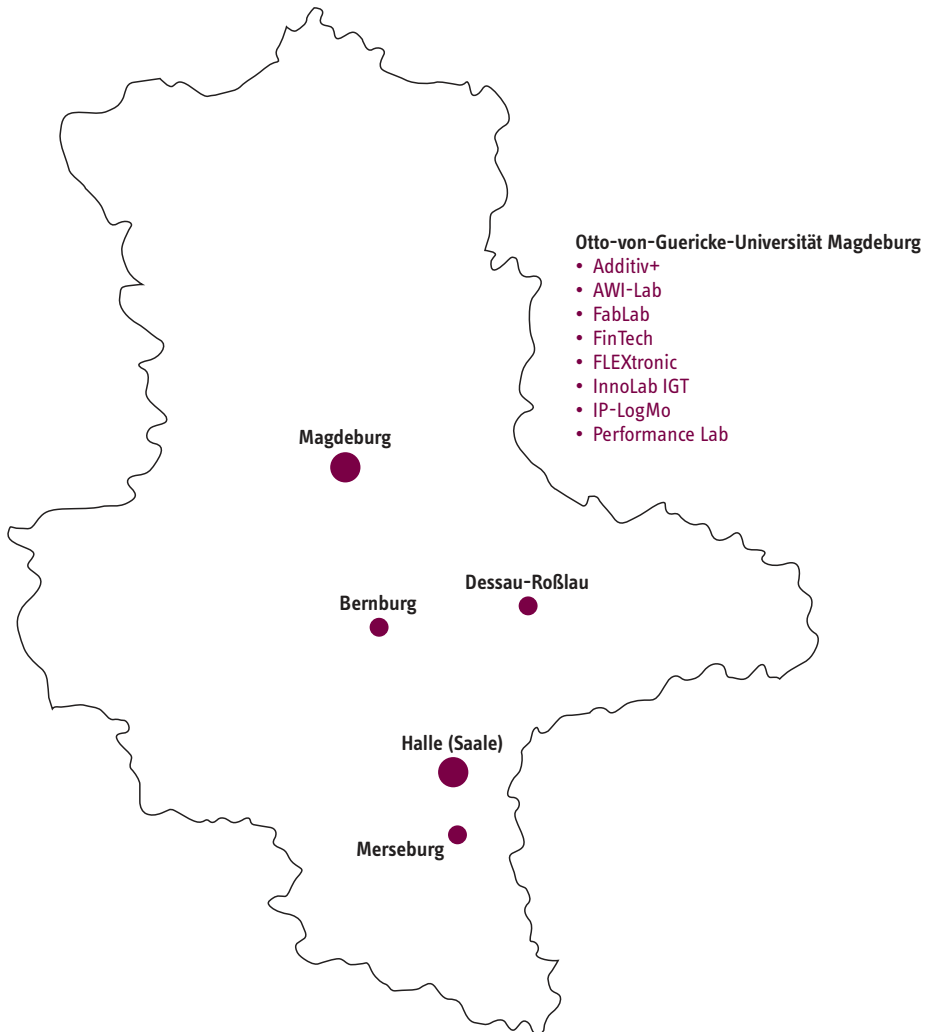 Otto-von-Guericke-Universität Magdeburg
• Additiv+
• AWI-Lab
• FabLab
• FinTech
• FLEXtronic
• InnoLab IGT
• IP-LogMo
• Performance Lab
Magdeburg
Dessau-Roßlau
Bernburg
Halle (Saale)
Merseburg